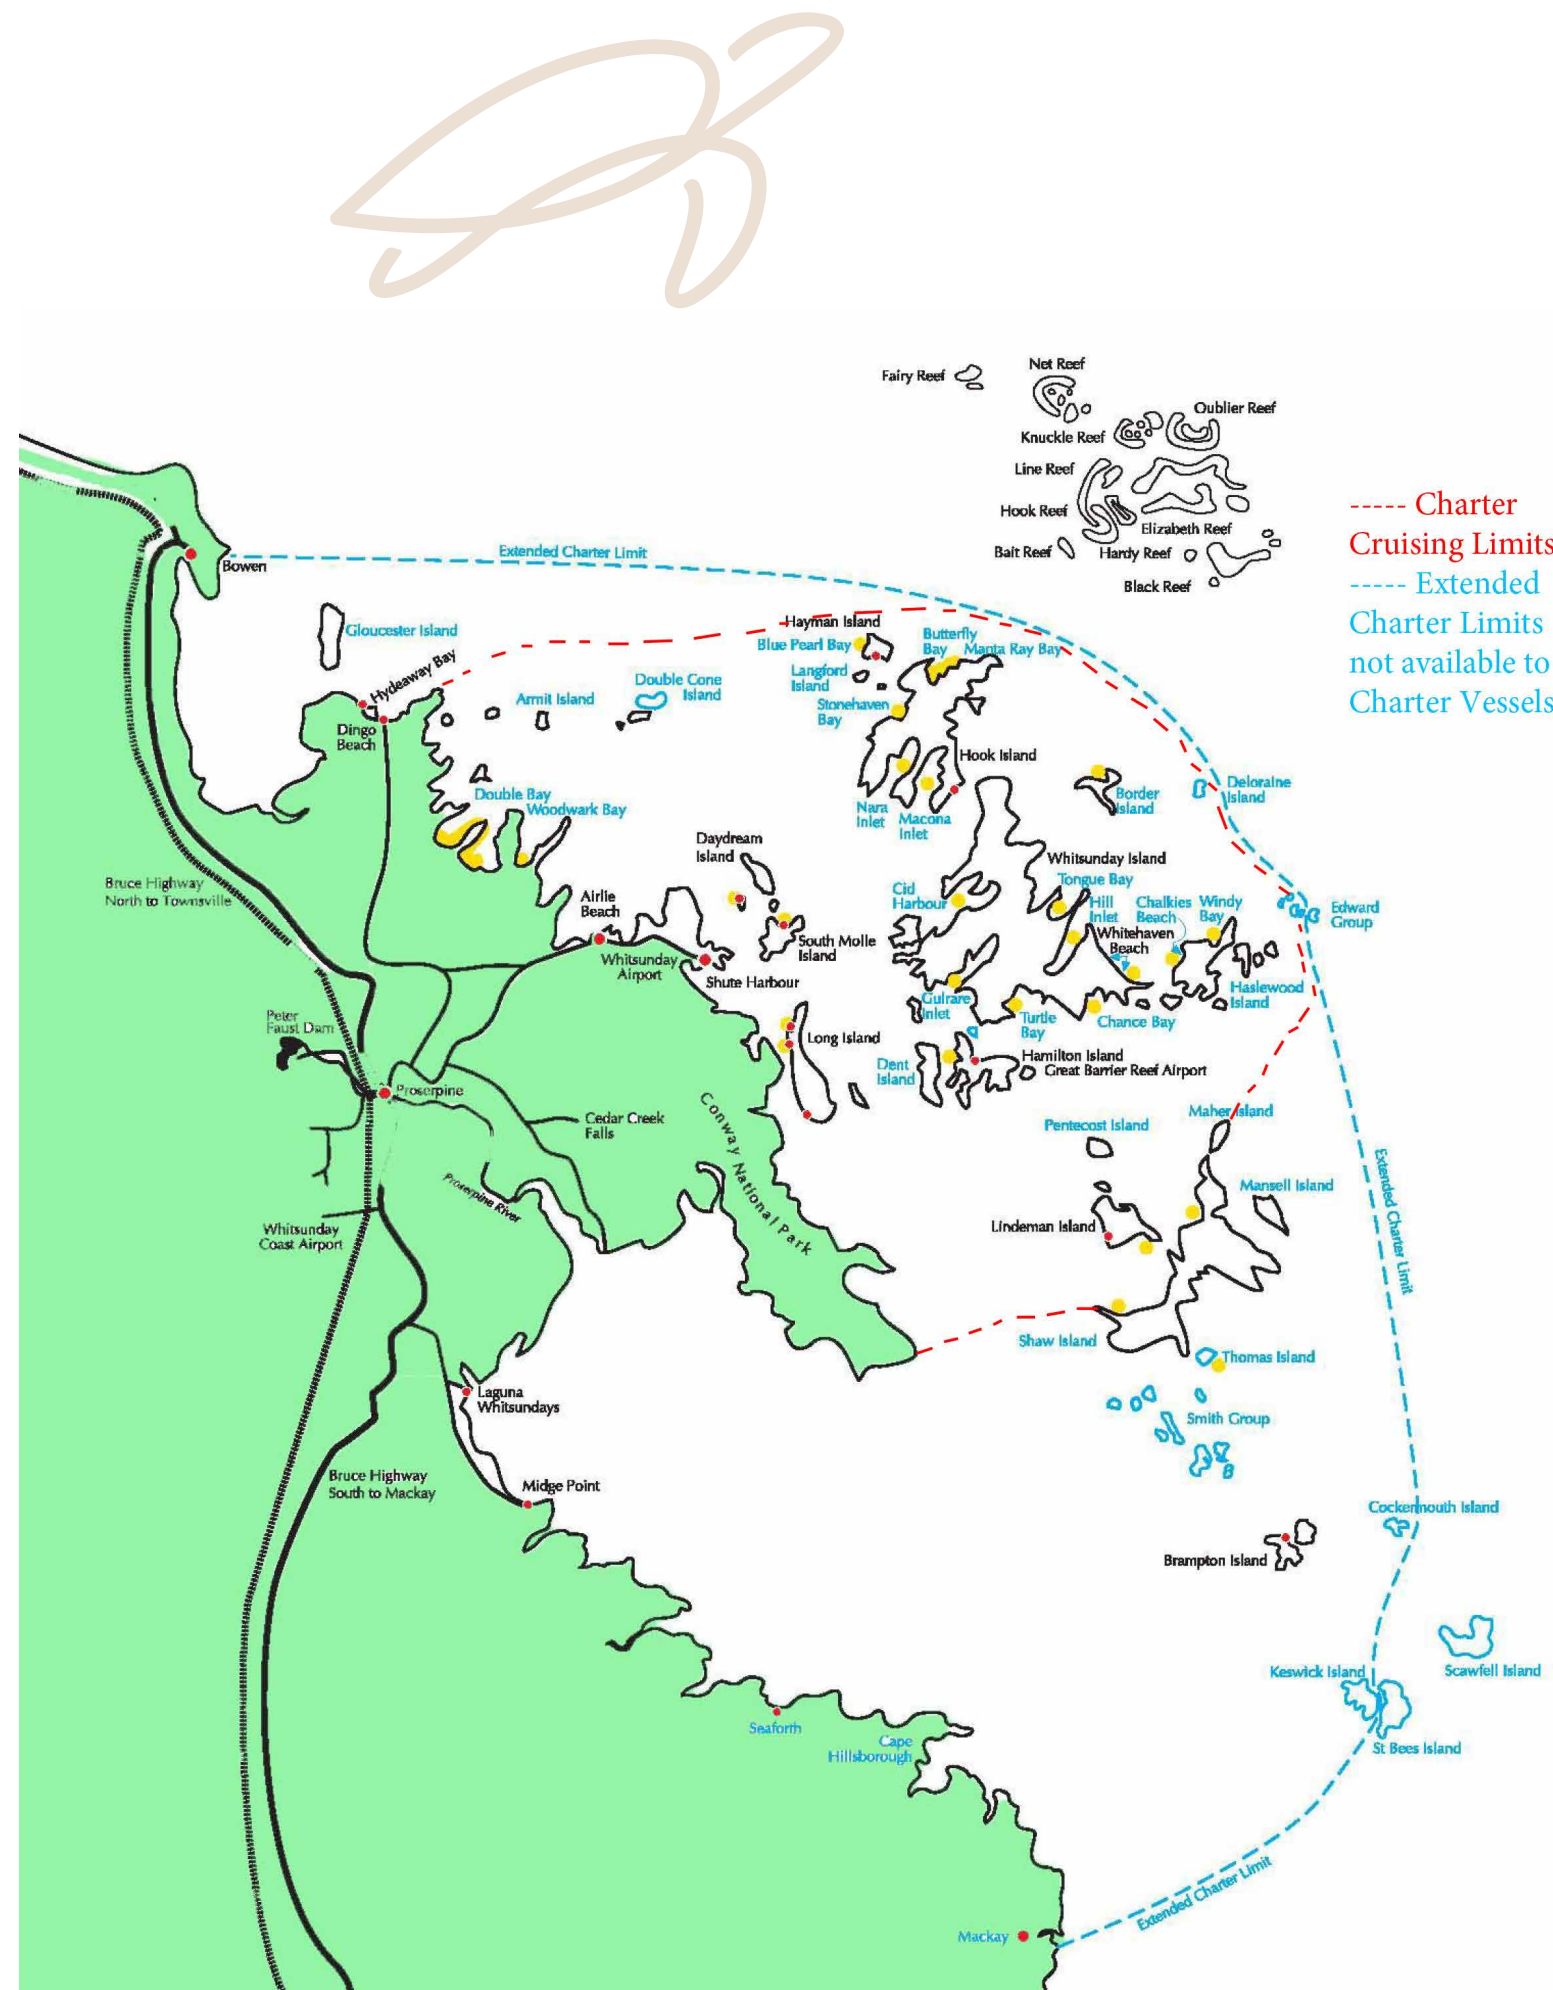 Fairy Reef
Net Reef
Oublier Reef
Knuckle Reef
Line Reef
Hook Reef
Elizabeth Reef
Bait Reef
Hardy Reef
Black Reef
----- Charter
Cruising Limits
----- Extended
Charter Limits
not available to
Charter Vessels
Extended Charter Limit
Bowen
Gloucester Island
Hydeaway Bay
Dingo
Beach
Armit Island
Double Cone
Island
Hayman Island
Blue Pearl Bay
Langford
Island
Stonehaven
Bay
Butterfly
Bay
Manta Ray Bay
Hook Island
Nara
Inlet
Macona
Inlet
Border
Island
Deloraine
Island
Double Bay
Woodwark Bay
Daydream
Island
Whitsunday Island
Tongue Bay
Cid
Harbour
Hill
Inlet
Chalkies
Beach
Windy
Bay
Whitehaven
Beach
Edward
Group
Bruce Highway
North to Townsville
Airlie
Beach
Whitsunday
Airport
Shute Harbour
South Molle
Island
Haslewood
Island
Gulrare
Inlet
Turtle
Bay
Chance Bay
Peter
Faust Dam
Long Island
Dent
Island
Hamilton Island
Great Barrier Reef Airport
Proserpine
Cedar Creek
Falls
Conway National Park
Proserpine River
Maher Island
Pentecost Island
Mansell Island
Lindeman Island
Extended Charter Limit
Whitsunday
Coast Airport
Shaw Island
Thomas Island
Smith Group
Laguna
Whitsundays
Bruce Highway
South to Mackay
Midge Point
Cockermouth Island
Brampton Island
Keswick Island
Scawfell Island
St Bees Island
Seaforth
Cape
Hillsborough
Extended Charter Limit
Mackay